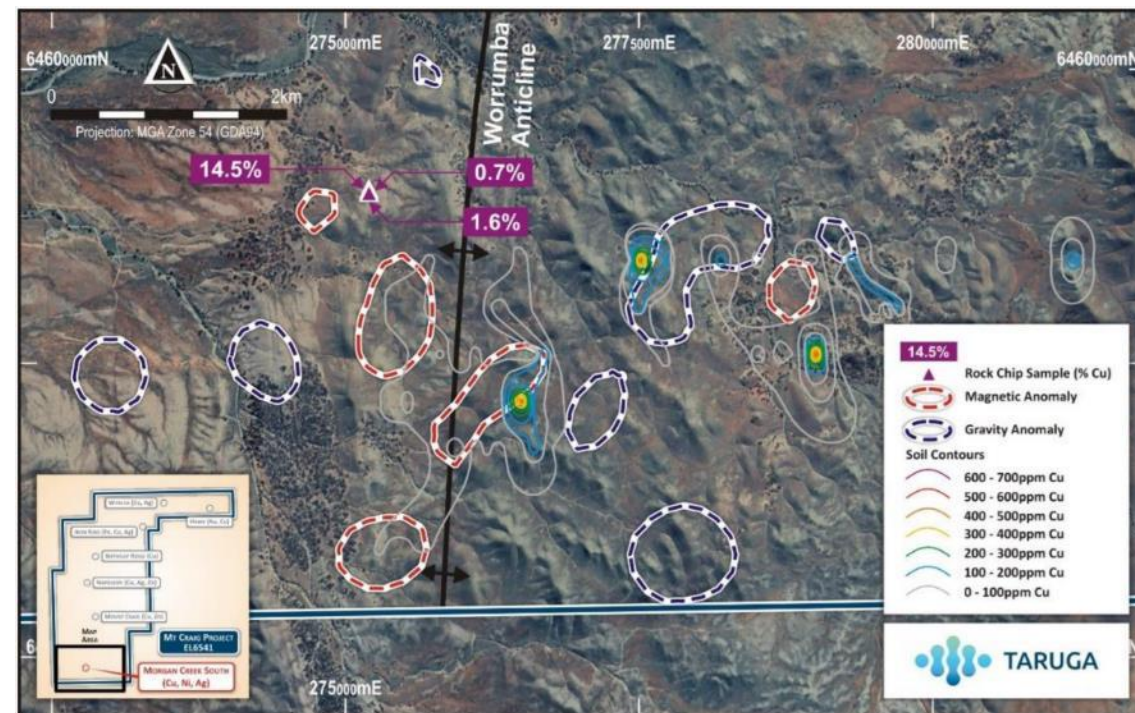 275000mE
277500mE
280000mE
6460000mN
6460000mN
N
0 2km
Projection: MGA Zone 54 (GDA94)
Worrumba
Anticline
14.5%
0.7%
1.6%
14.5%
Rock Chip Sample (% Cu)
Magnetic Anomaly
Gravity Anomaly
Soil Contours
600 - 700ppm Cu
500 - 600ppm Cu
400 - 500ppm Cu
300 - 400ppm Cu
200 - 300ppm Cu
100 - 200ppm Cu
0 - 100ppm Cu
TARUGA
MAP
AREA
MT CRAIG PROJECT
EL6541
MORGAN CREEK SOUTH
(Cu, Ni, Ag)
275000mE